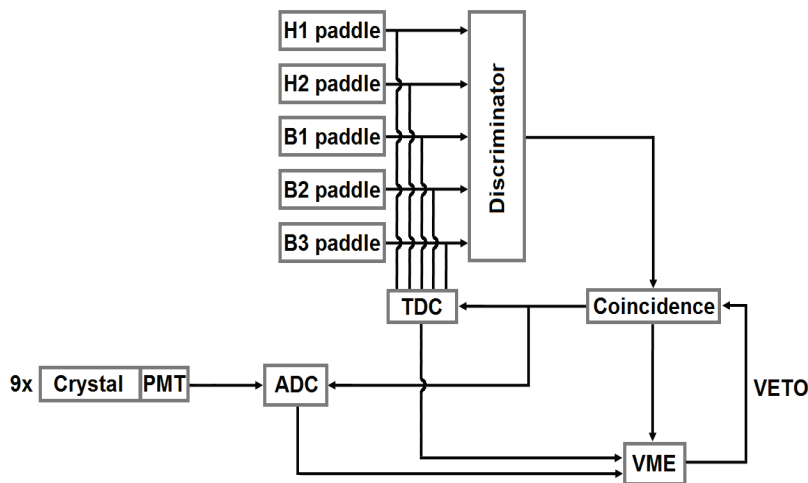 H1 paddle
H2 paddle
B1 paddle
B2 paddle
B3 paddle
Discriminator
TDC
Coincidence
9x
Crystal
PMT
ADC
VETO
VME